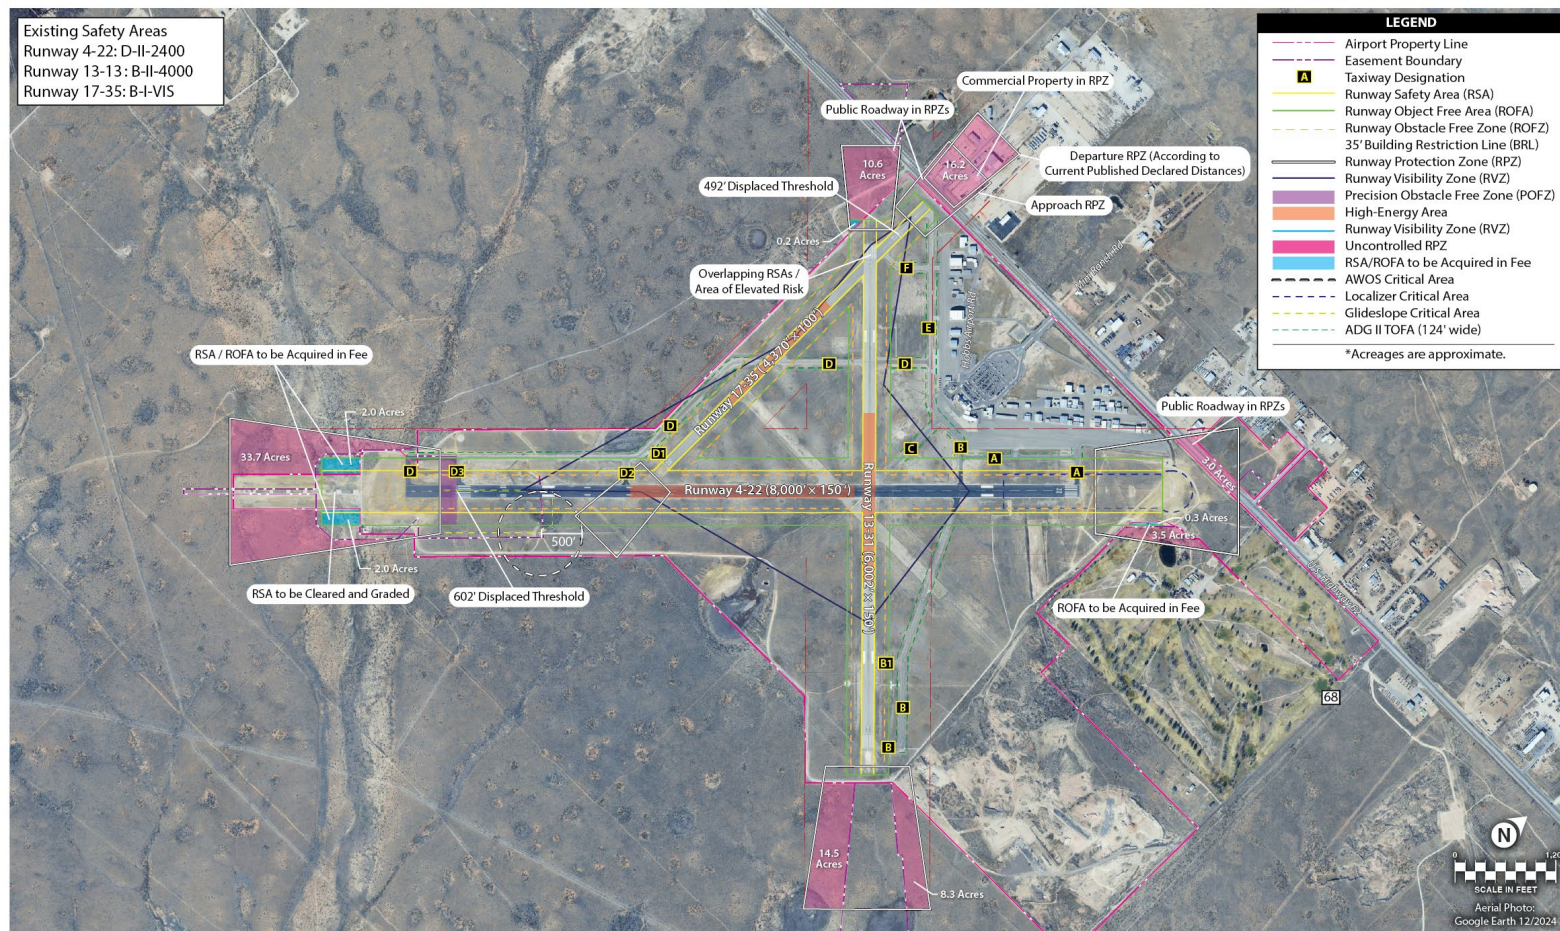 Existing Safety Areas
Runway 4-22: D-II-2400
Runway 13-13: B-II-4000
Runway 17-35: B-I-VIS
LEGEND
Airport Property Line
Easement Boundary
A
Taxiway Designation
Runway Safety Area (RSA)
Runway Object Free Area (ROFA)
Runway Obstacle Free Zone (ROFZ)
35' Building Restriction Line (BRL)
Runway Protection Zone (RPZ)
Runway Visibility Zone (RVZ)
Precision Obstacle Free Zone (POFZ)
High-Energy Area
Runway Visibility Zone (RVZ)
Uncontrolled RPZ
RSA/ROFA to be Acquired in Fee
AWOS Critical Area
Localizer Critical Area
Glideslope Critical Area
ADG II TOFA (124' wide)
*Acreages are approximate.
Commercial Property in RPZ
Public Roadway in RPZs
10.6
Acres
16.2
Acres
Departure RPZ (According to
Current Published Declared Distances)
492' Displaced Threshold
Approach RPZ
0.2 Acres
Overlapping RSAs /
Area of Elevated Risk
F
E
D
D
Hobbs Airport Rd
Runway 17-35 (4,370' × 100')
RSA / ROFA to be Acquired in Fee
2.0 Acres
Public Roadway in RPZs
D
D1
C
B
A
A
33.7 Acres
D
D3
D2
3.0 Acres
Runway 4-22 (8,000' × 150')
Runway 13-31 (6,002' × 150')
0.3 Acres
3.5 Acres
500'
2.0 Acres
RSA to be Cleared and Graded
602' Displaced Threshold
ROFA to be Acquired in Fee
B1
B
B
68
14.5
Acres
8.3 Acres
N
0
SCALE IN FEET
Aerial Photo:
Google Earth 12/2024